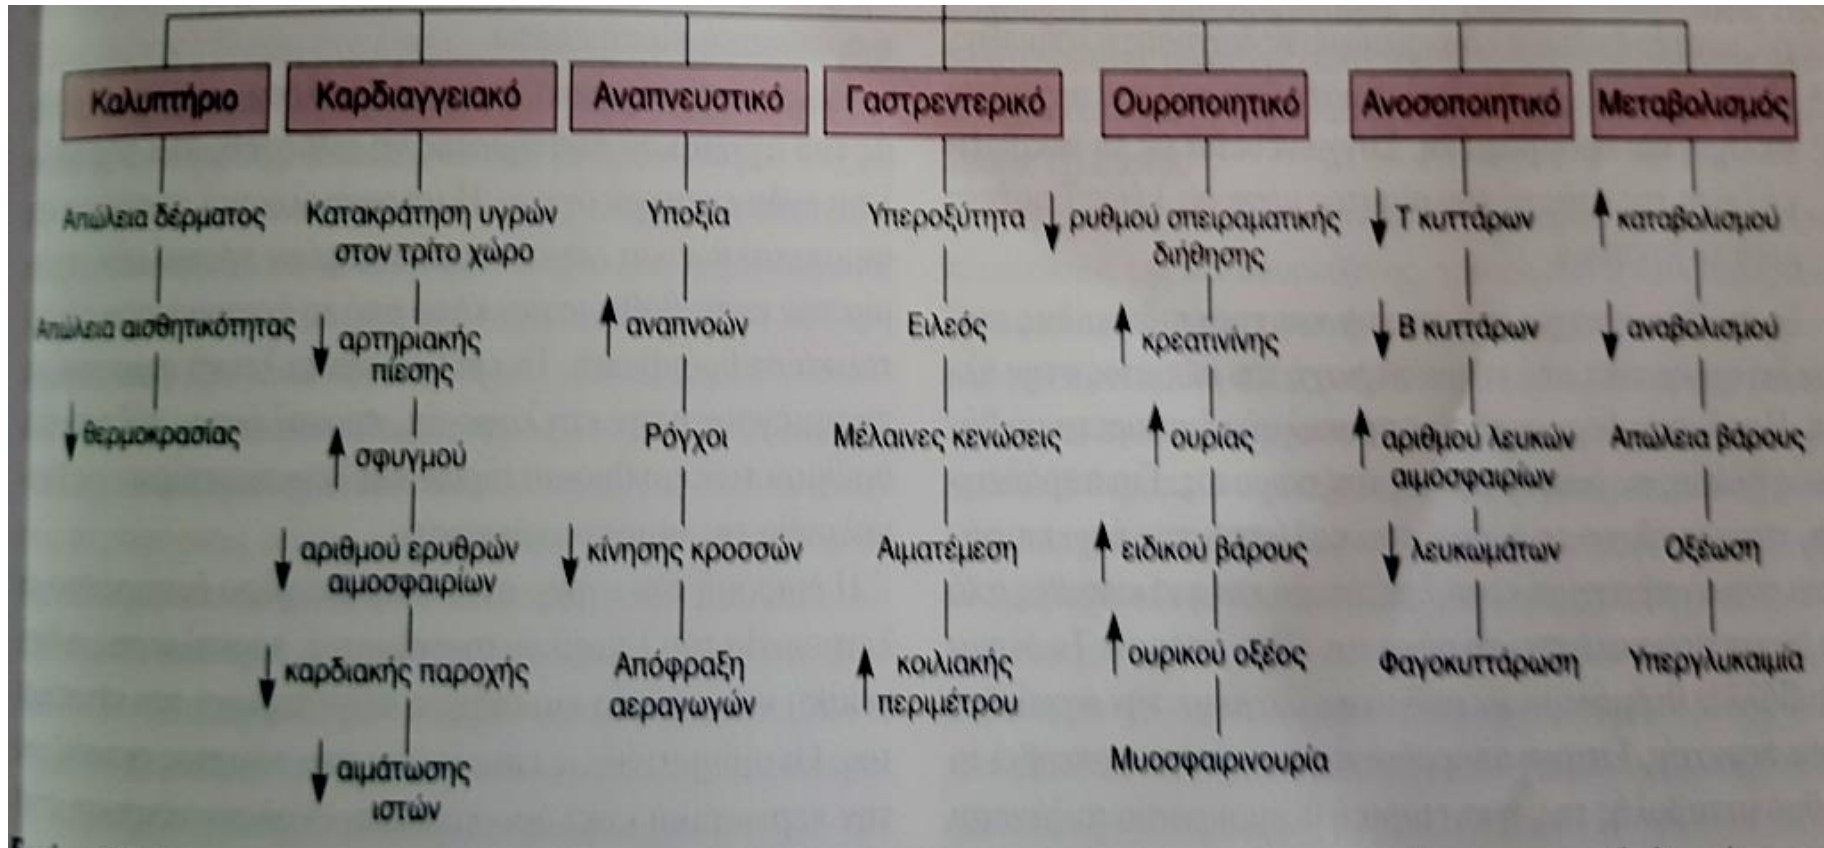 Καλυπτήριο
Απώλεια δέρματος
Απώλεια αισθητικότητας
↓ θερμοκρασίας
Καρδιαγγειακό
Κατακράτηση υγρών
στον τρίτο χώρο
↓ αρτηριακής
πίεσης
↑ σφυγμού
↓ αριθμού ερυθρών
αιμοσφαιρίων
↓ καρδιακής παροχής
↓ αιμάτωσης
ιστών
Αναπνευστικό
Υποξία
↑ αναπνοών
Ρόγχοι
↓ κίνησης κροσσών
Απόφραξη
αεραγωγών
Γαστρεντερικό
Υπεροξύτητα
Ειλεός
Μέλαινες κενώσεις
Αιματέμεση
↑ κοιλιακής
περιμέτρου
Ουροποιητικό
↓ ρυθμού σπειραματικής
διήθησης
↑ κρεατινίνης
↑ ουρίας
↑ ειδικού βάρους
↑ ουρικού οξέος
Μυοσφαιρινουρία
Ανοσοποιητικό
↓ Τ κυττάρων
↓ Β κυττάρων
↑ αριθμού λευκών
αιμοσφαιρίων
↓ λευκωμάτων
Φαγοκυττάρωση
Μεταβολισμός
↑ καταβολισμού
↓ αναβολισμού
Απώλεια βάρους
Οξέωση
Υπεργλυκαιμία